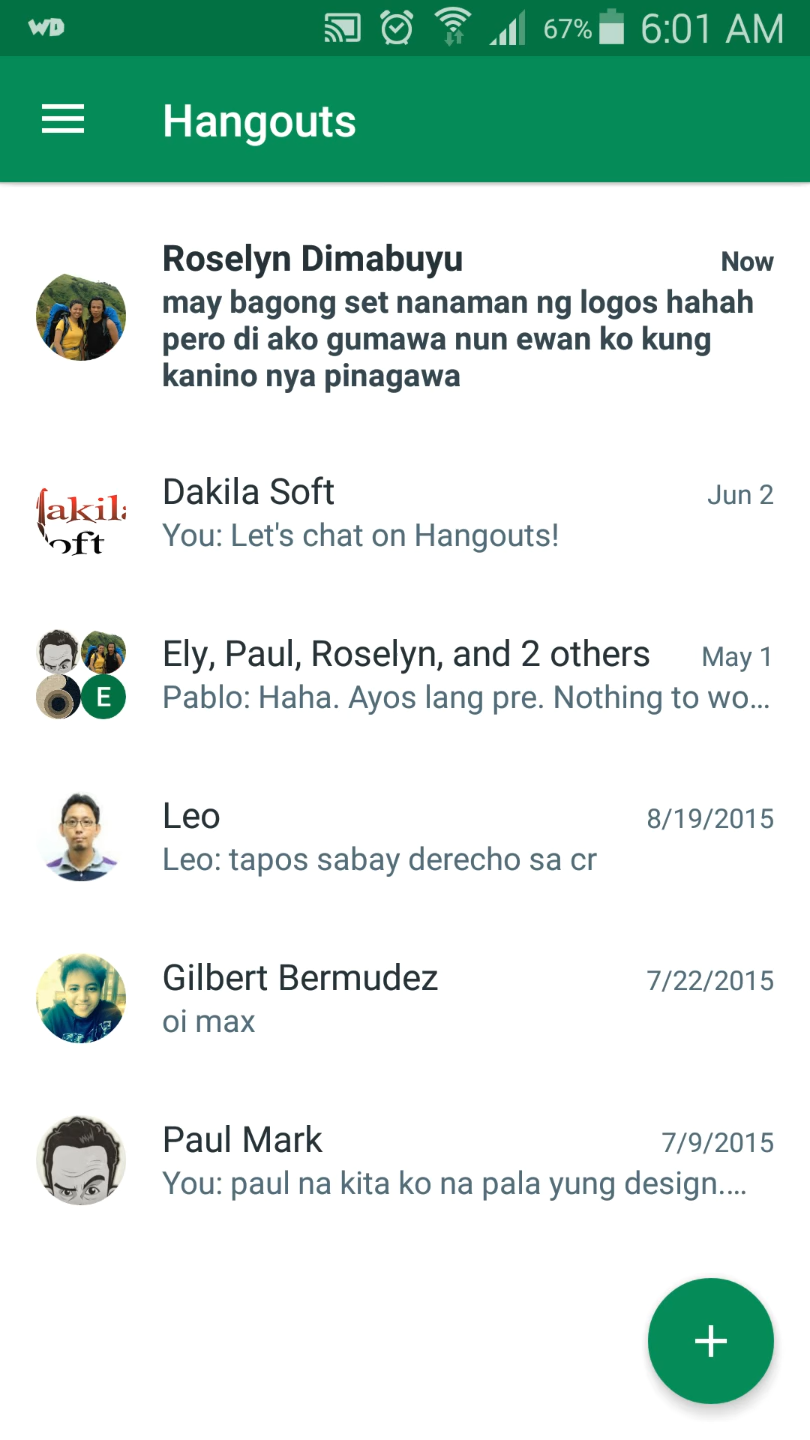 WD 67% 6:01 AM
Hangouts
Roselyn Dimabuyu Now
may bagong set nanaman ng logos hahah
pero di ako gumawa nun ewan ko kung
kanino nya pinagawa
Dakila Soft Jun 2
akil
oft
You: Let's chat on Hangouts!
Ely, Paul, Roselyn, and 2 others May 1
E
Pablo: Haha. Ayos lang pre. Nothing to wo...
Leo 8/19/2015
Leo: tapos sabay derecho sa cr
Gilbert Bermudez 7/22/2015
oi max
Paul Mark 7/9/2015
You: paul na kita ko na pala yung design....